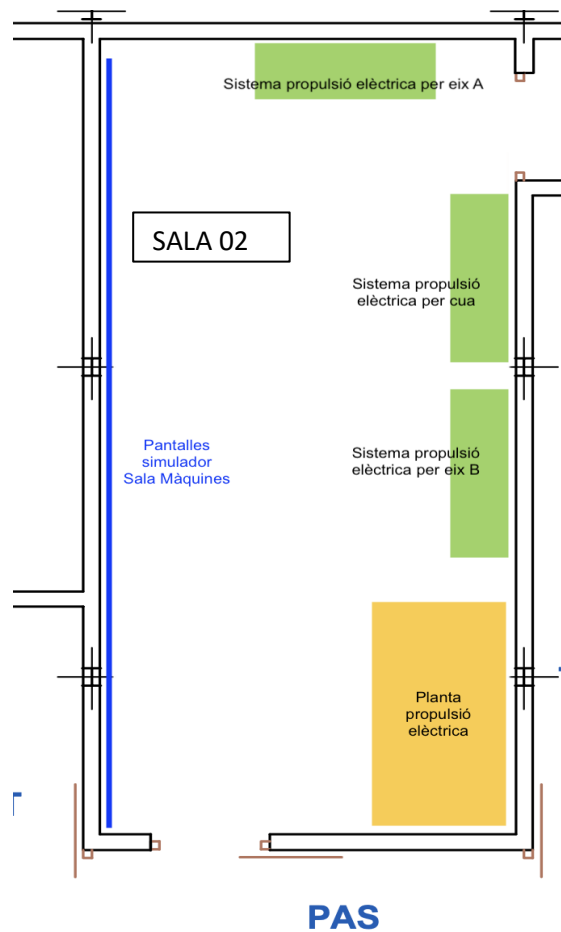 Sistema propulsió elèctrica per eix A
SALA 02
Sistema propulsió
elèctrica per cua
Pantalles
simulador
Sala Màquines
Sistema propulsió
elèctrica per eix B
Planta
propulsió
elèctrica
PAS